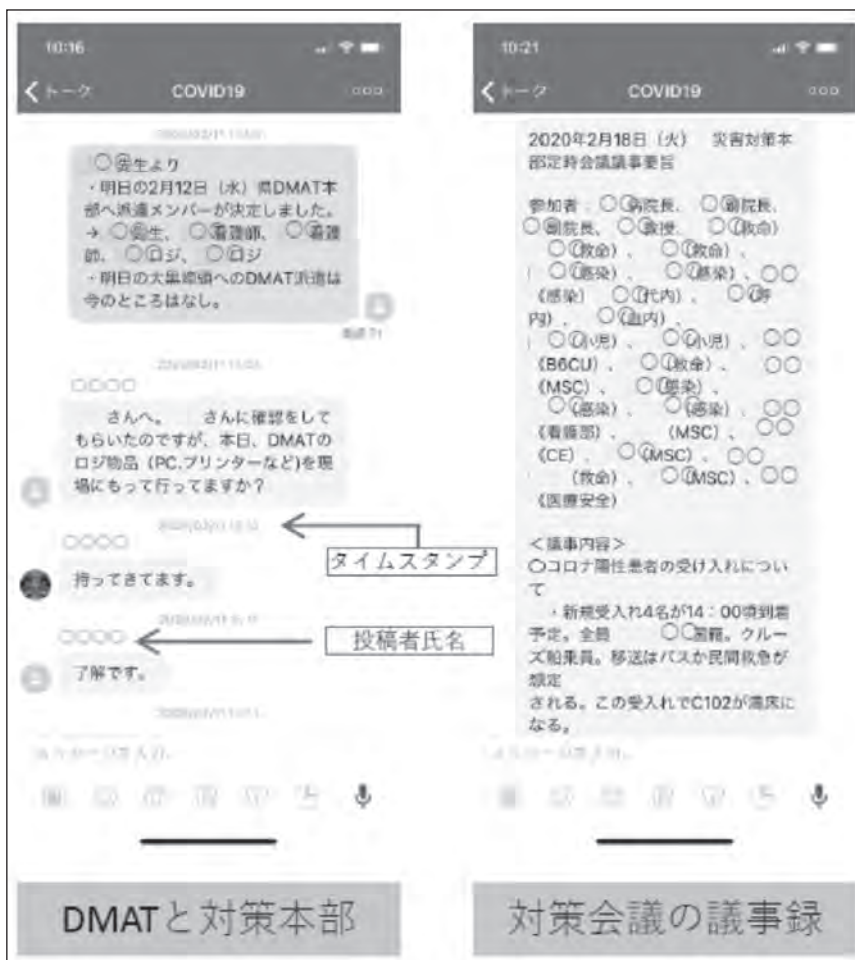 10:16
トーク
COVID19
○○先生より
・明日の2月12日（水）県DMAT本
部へ派遣メンバーが決定しました。
→ ○○先生、○○看護師、○○看護
師、○○ロジ、○○ロジ
・明日の大黒埠頭へのDMAT派遣は
今のところはなし。
○○○○
さんへ。　　さんに確認をして
もらいたのですが、本日、DMATの
ロジ物品（PC,プリンターなど)を現
場にもって行ってますか？
タイムスタンプ
○○○○
持ってきてます。
投稿者氏名
○○○○
了解です。
DMATと対策本部
10:21
トーク
COVID19
2020年2月18日（火）　災害対策本
部定時会議議事要旨
参加者：○○病院長、○○副院長、
○○副院長、○○教授、○○(救命)
○○(救命）、○○(救命）、
○○(感染）、○○(感染）、○○
（感染）○○(代内）、○○(呼
内）、○○(血内）、
○○(小児）、○○(小児）、○○
（B6CU）、○○(救命）、○○
（MSC）、○○(感染）、
○○(感染）、○○(感染）、○○
（看護部）、　　（MSC）、○○
（CE）、○○(MSC）、○○
（救命）、○○(MSC）、○○
（医療安全）
＜議事内容＞
○コロナ陽性患者の受け入れについ
て
・新規受入れ4名が14：00頃到着
予定。全員　○○国籍。クルー
ズ船乗員。移送はバスか民間救急が
想定
される。この受入れでC102が満床に
なる。
対策会議の議事録